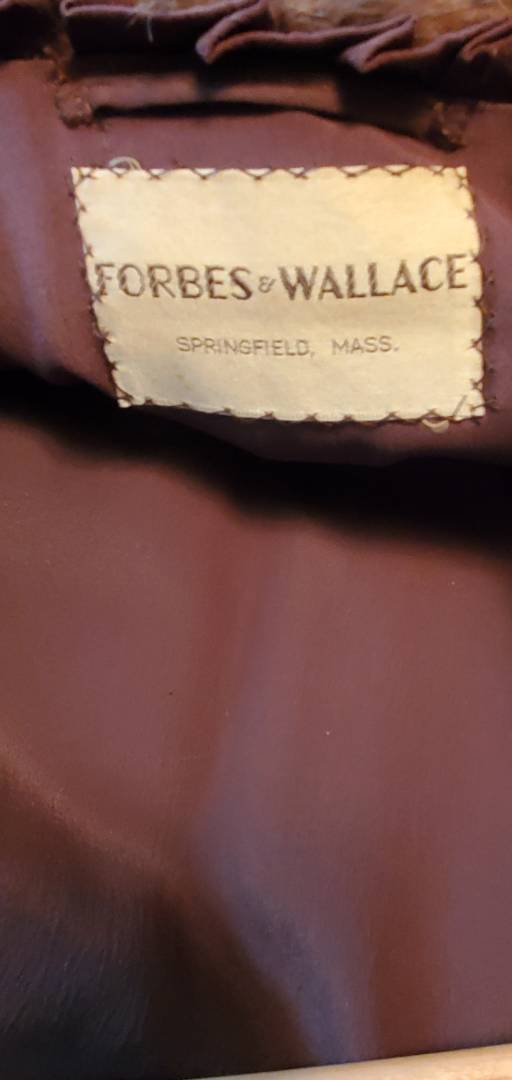 FORBES & WALLACE
SPRINGFIELD, MASS.